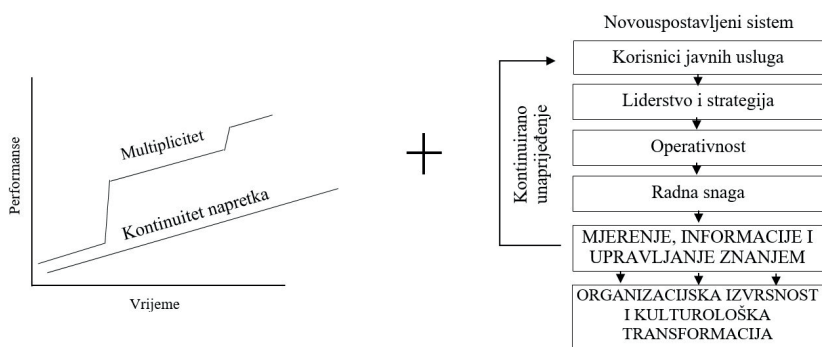 Performanse
Multiplicitet
Kontinuitet napretka
Vrijeme
+
Novouspostavljeni sistem
Kontinuirano
unaprijeđenje
Korisnici javnih usluga
Liderstvo i strategija
Operativnost
Radna snaga
MJERENJE, INFORMACIJE I
UPRAVLJANJE ZNANJEM
ORGANIZACIJSKA IZVRSNOST
I KULTUROLOŠKA
TRANSFORMACIJA